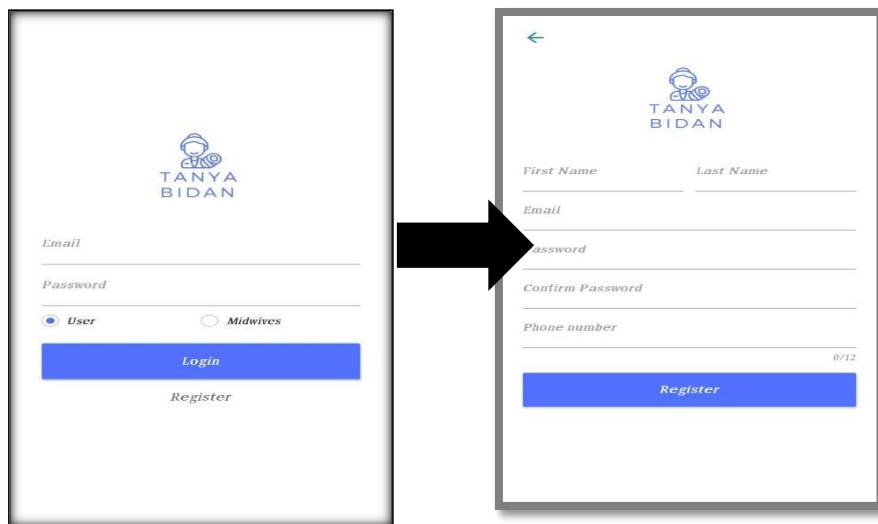 TANYA
BIDAN
Email
Password
User Midwives
Login
Register
TANYA
BIDAN
First Name Last Name
Email
assword
Confirm Password
Phone number
0/12
Register